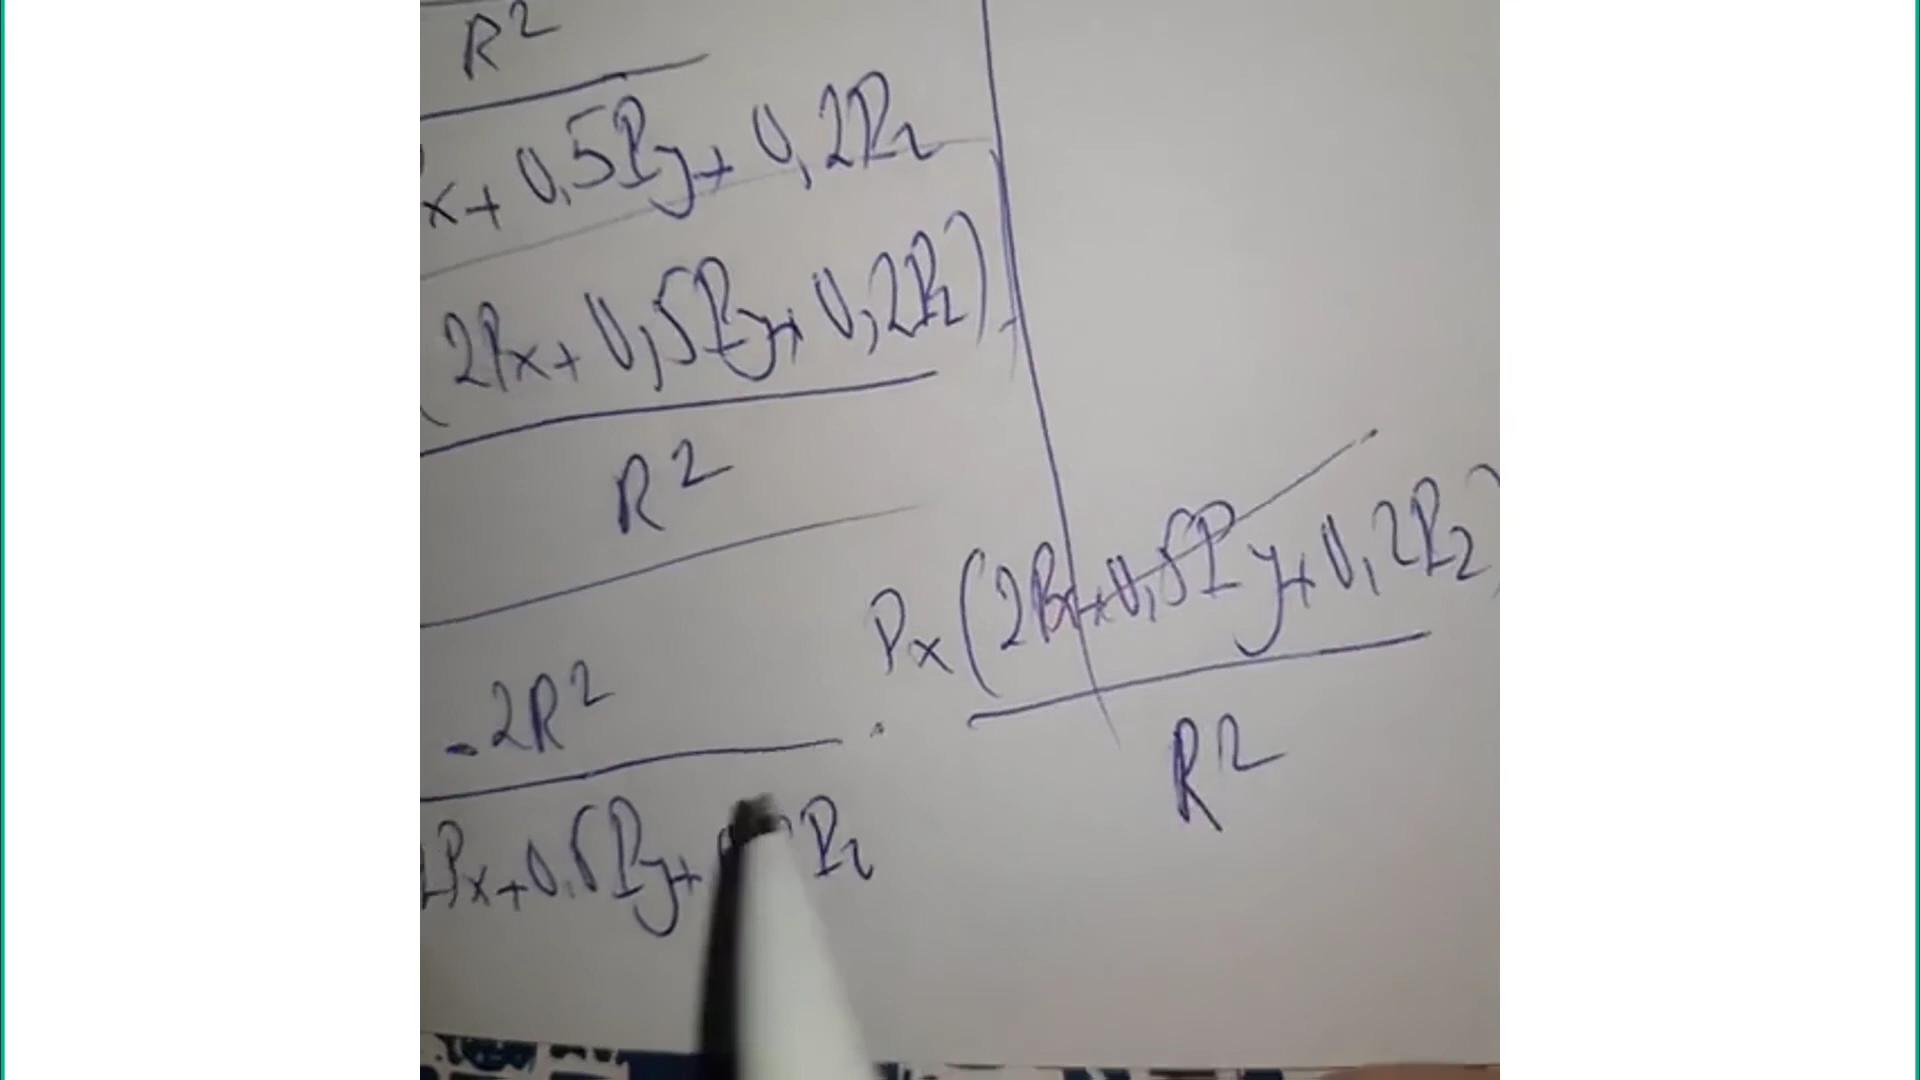 R²
x + 0,5Py + 0,2Pz
(2Px + 0,5Py + 0,2Pz)
R²
Px (2Px + 0,5Py + 0,2Pz)
- 2R² .
R²
2Px + 0,5Py + Pz